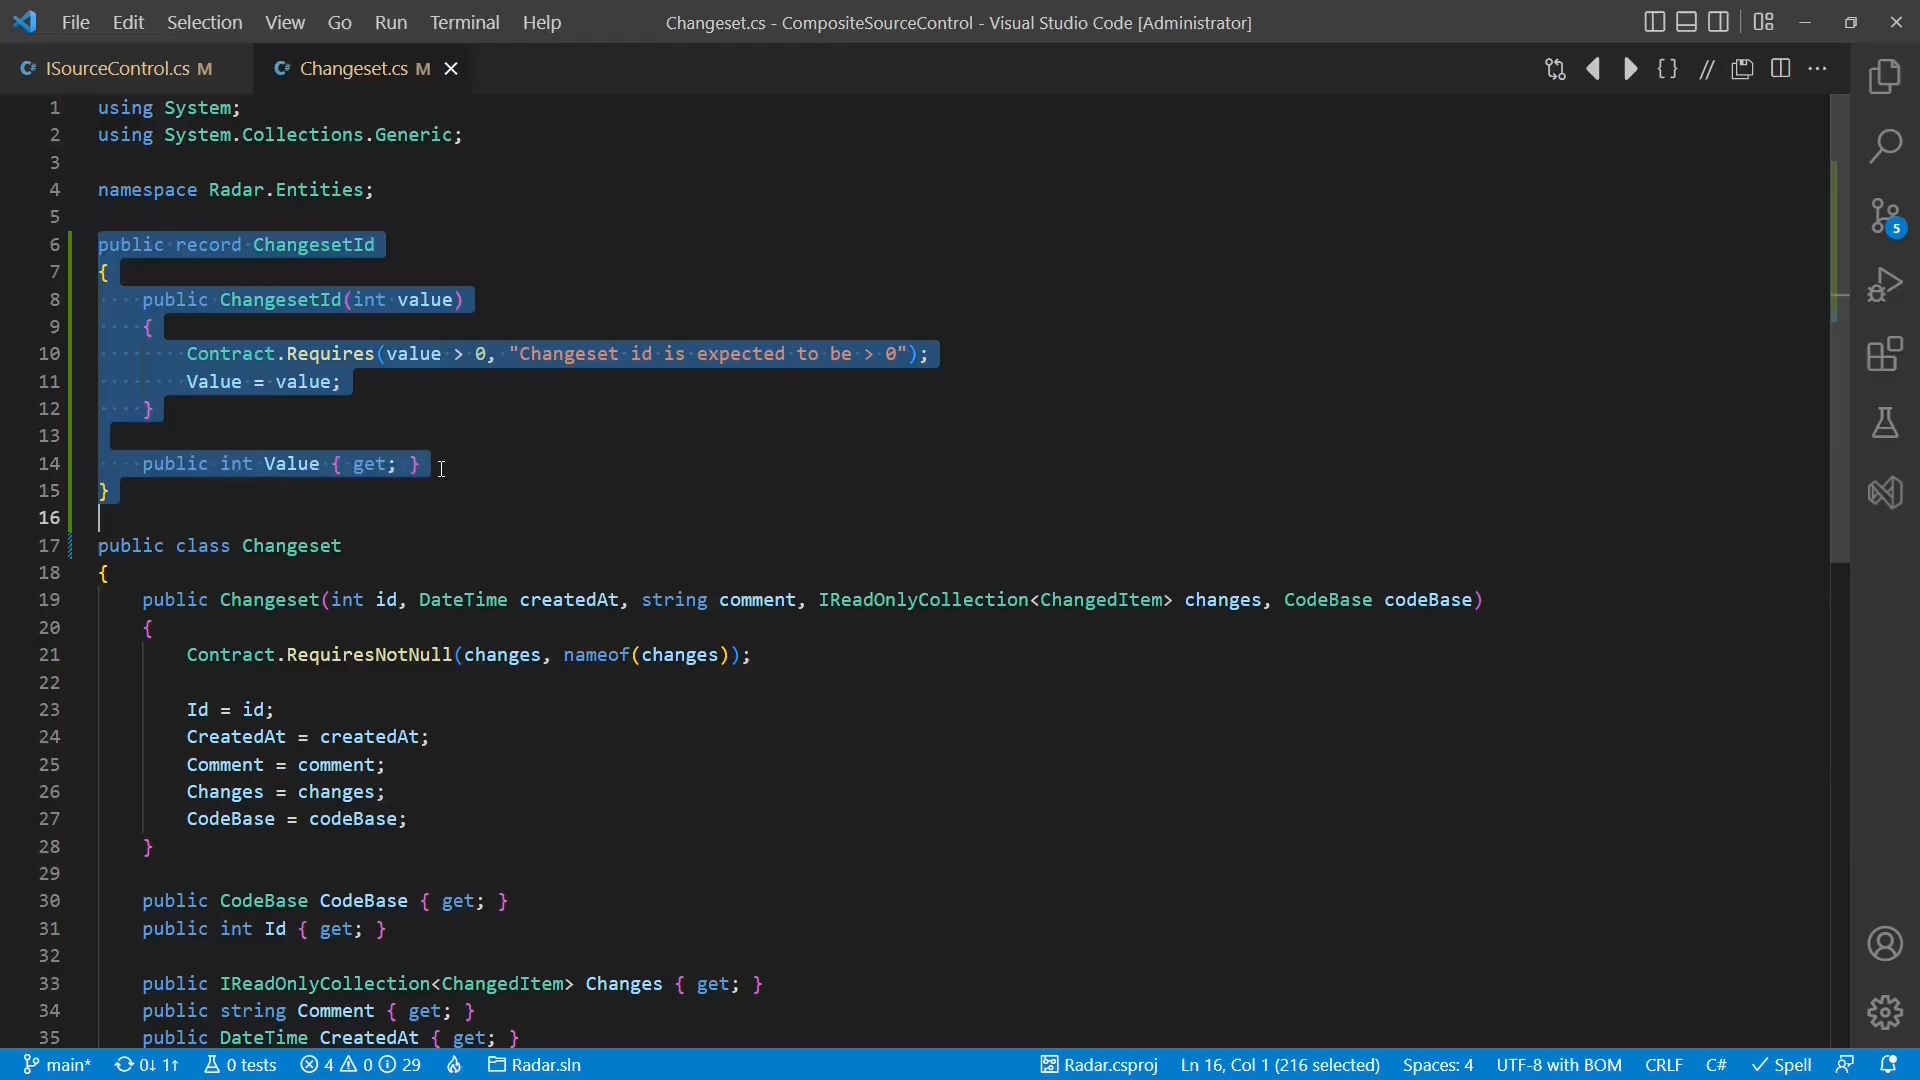 File Edit Selection View Go Run Terminal Help
Changeset.cs - CompositeSourceControl - Visual Studio Code [Administrator]
ISourceControl.cs M
Changeset.cs M
1 using System;
2 using System.Collections.Generic;
3
4 namespace Radar.Entities;
5
6 public record ChangesetId
7 {
8 public ChangesetId(int value)
9 {
10 Contract.Requires(value > 0, "Changeset id is expected to be > 0");
11 Value = value;
12 }
13
14 public int Value { get; }
15 }
16
17 public class Changeset
18 {
19 public Changeset(int id, DateTime createdAt, string comment, IReadOnlyCollection<ChangedItem> changes, CodeBase codeBase)
20 {
21 Contract.RequiresNotNull(changes, nameof(changes));
22
23 Id = id;
24 CreatedAt = createdAt;
25 Comment = comment;
26 Changes = changes;
27 CodeBase = codeBase;
28 }
29
30 public CodeBase CodeBase { get; }
31 public int Id { get; }
32
33 public IReadOnlyCollection<ChangedItem> Changes { get; }
34 public string Comment { get; }
35 public DateTime CreatedAt { get; }
5
main* 0↓ 1↑ 0 tests 4 0 29 Radar.sln
Radar.csproj Ln 16, Col 1 (216 selected) Spaces: 4 UTF-8 with BOM CRLF C# Spell